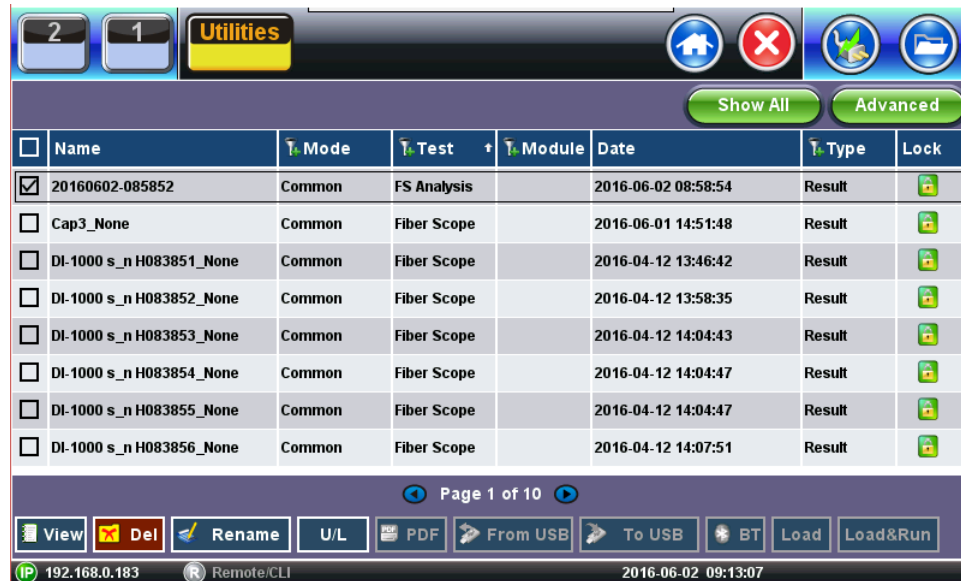 2 1 Utilities
Show All Advanced
Name Mode Test Module Date Type Lock
20160602-085852 Common FS Analysis 2016-06-02 08:58:54 Result
Cap3_None Common Fiber Scope 2016-06-01 14:51:48 Result
DI-1000 s_n H083851_None Common Fiber Scope 2016-04-12 13:46:42 Result
DI-1000 s_n H083852_None Common Fiber Scope 2016-04-12 13:58:35 Result
DI-1000 s_n H083853_None Common Fiber Scope 2016-04-12 14:04:43 Result
DI-1000 s_n H083854_None Common Fiber Scope 2016-04-12 14:04:47 Result
DI-1000 s_n H083855_None Common Fiber Scope 2016-04-12 14:04:47 Result
DI-1000 s_n H083856_None Common Fiber Scope 2016-04-12 14:07:51 Result
Page 1 of 10
View Del Rename U/L PDF PDF From USB To USB BT Load Load&Run
IP 192.168.0.183 R Remote/CLI 2016-06-02 09:13:07